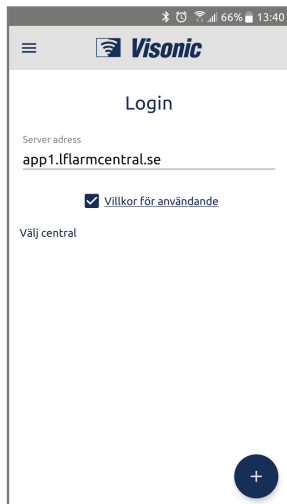 66% 13:40
Visonic
Login
Server adress
app1.lflarmcentral.se
Villkor för användande
Välj central
+